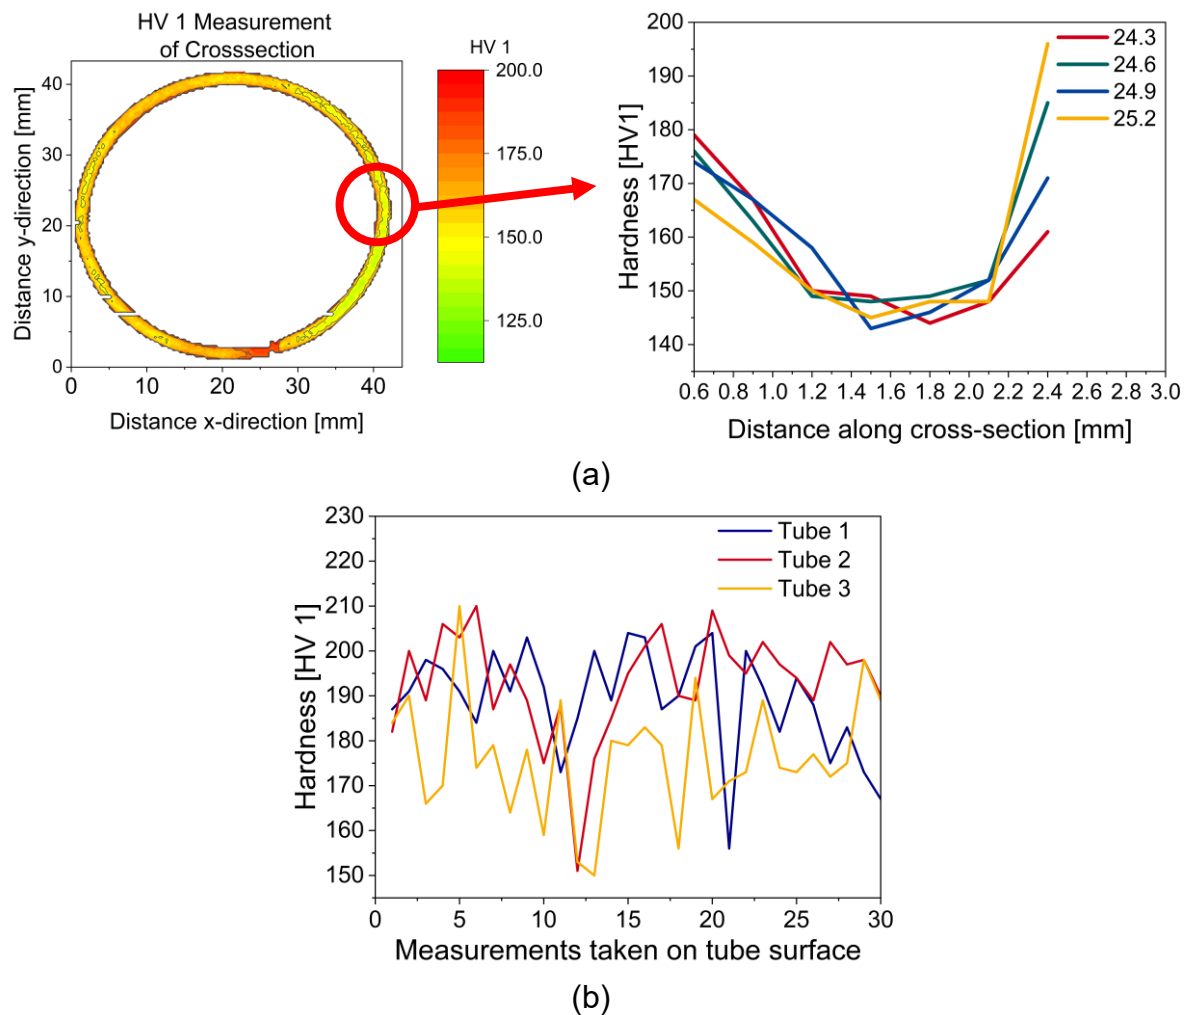 HV 1 Measurement
of Crosssection
HV 1
Distance y-direction [mm]
40
30
20
10
0
0 10 20 30 40
Distance x-direction [mm]
200.0
175.0
150.0
125.0
Hardness [HV1]
200
190
180
170
160
150
140
24.3
24.6
24.9
25.2
0.6 0.8 1.0 1.2 1.4 1.6 1.8 2.0 2.2 2.4 2.6 2.8 3.0
Distance along cross-section [mm]
(a)
Hardness [HV 1]
230
220
210
200
190
180
170
160
150
Tube 1
Tube 2
Tube 3
0 5 10 15 20 25 30
Measurements taken on tube surface
(b)